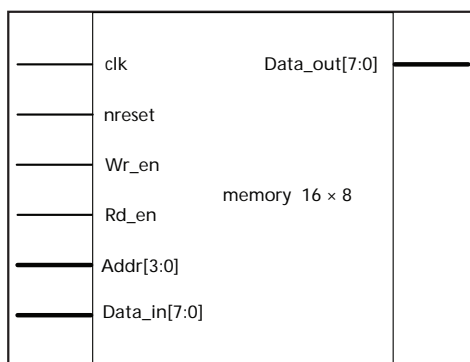 clk
Data_out[7:0]
nreset
Wr_en
memory 16 × 8
Rd_en
Addr[3:0]
Data_in[7:0]